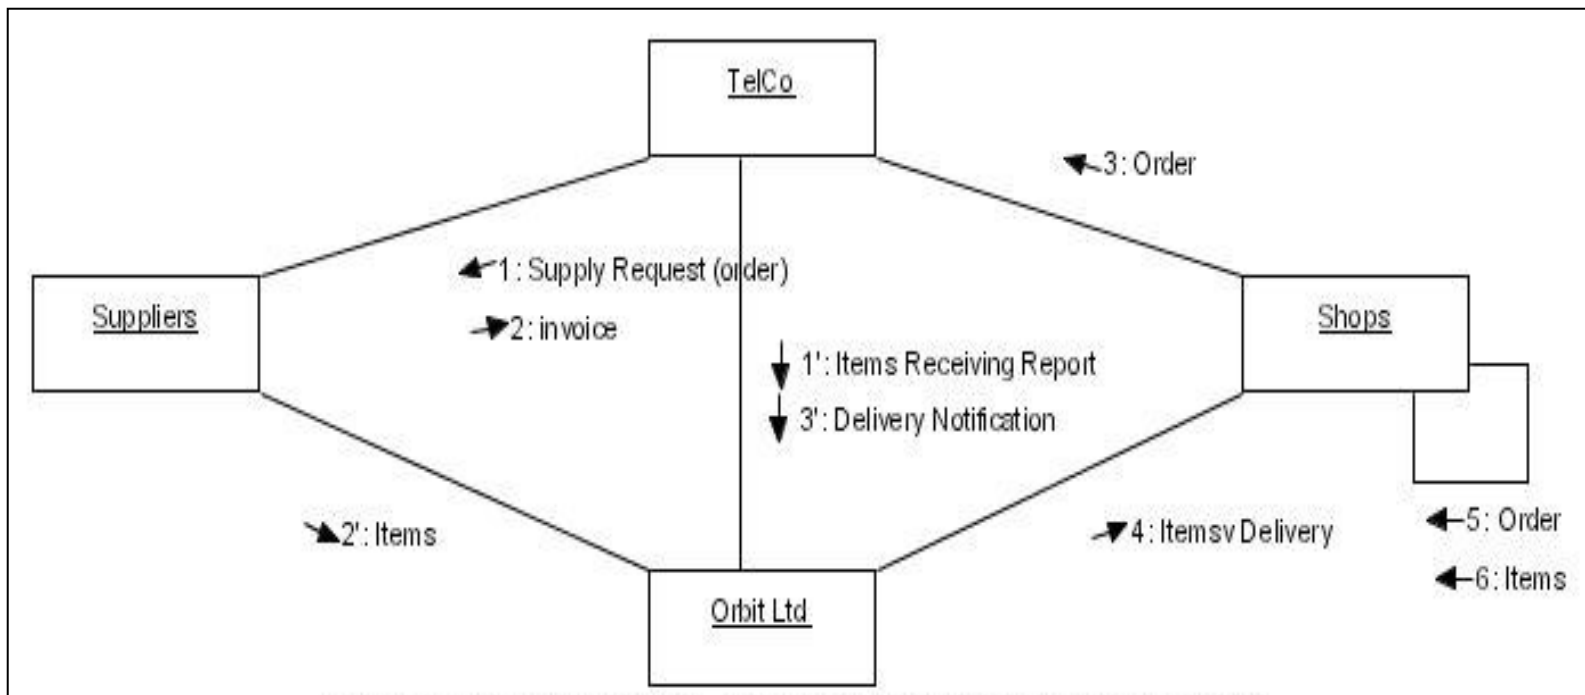 TelCo
3: Order
1: Supply Request (order)
Suppliers
2: invoice
Shops
1': Items Receiving Report
3': Delivery Notification
2': Items
4: Itemsv Delivery
5: Order
6: Items
Orbit Ltd